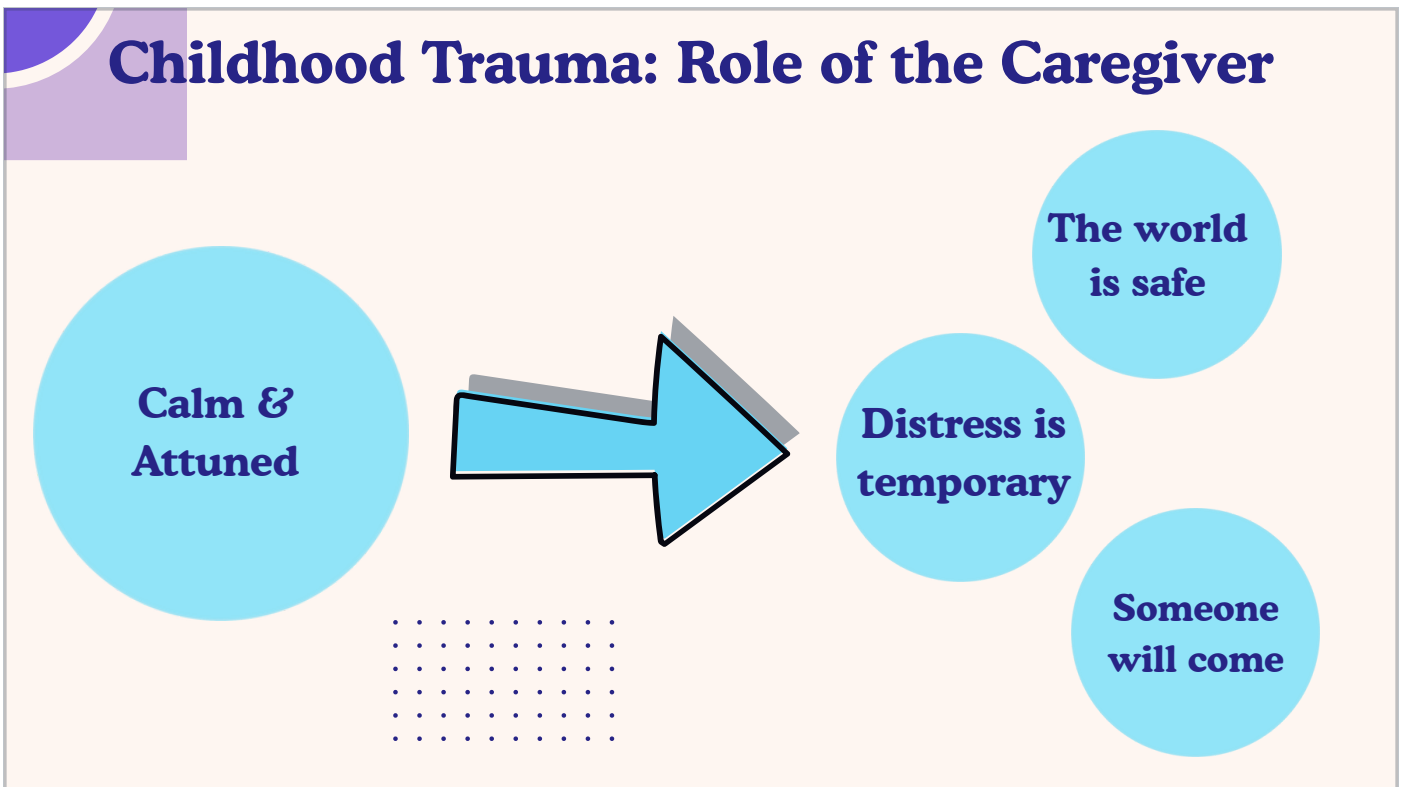 Childhood Trauma: Role of the Caregiver
Calm &
Attuned
The world
is safe
Distress is
temporary
Someone
will come